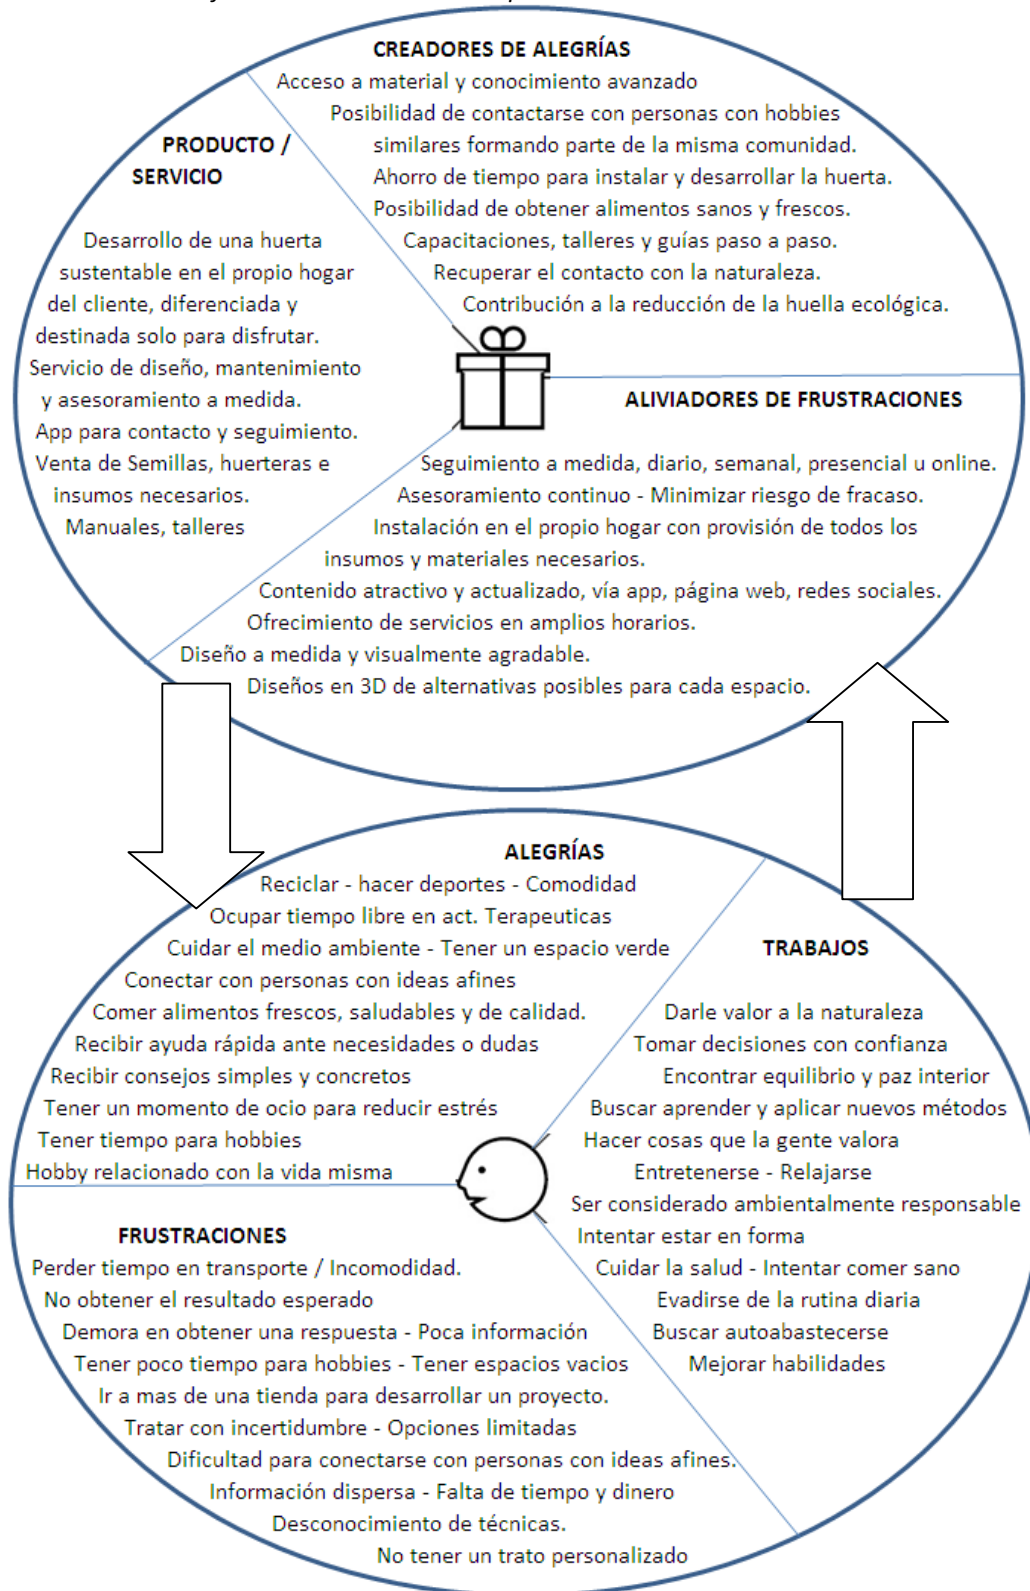 CREADORES DE ALEGRÍAS
Acceso a material y conocimiento avanzado
Posibilidad de contactarse con personas con hobbies
similares formando parte de la misma comunidad.
Ahorro de tiempo para instalar y desarrollar la huerta.
Posibilidad de obtener alimentos sanos y frescos.
Capacitaciones, talleres y guías paso a paso.
Recuperar el contacto con la naturaleza.
Contribución a la reducción de la huella ecológica.
PRODUCTO /
SERVICIO
Desarrollo de una huerta
sustentable en el propio hogar
del cliente, diferenciada y
destinada solo para disfrutar.
Servicio de diseño, mantenimiento
y asesoramiento a medida.
App para contacto y seguimiento.
Venta de Semillas, huerteras e
insumos necesarios.
Manuales, talleres
ALIVIADORES DE FRUSTRACIONES
Seguimiento a medida, diario, semanal, presencial u online.
Asesoramiento continuo - Minimizar riesgo de fracaso.
Instalación en el propio hogar con provisión de todos los
insumos y materiales necesarios.
Contenido atractivo y actualizado, vía app, página web, redes sociales.
Ofrecimiento de servicios en amplios horarios.
Diseño a medida y visualmente agradable.
Diseños en 3D de alternativas posibles para cada espacio.
ALEGRÍAS
Reciclar - hacer deportes - Comodidad
Ocupar tiempo libre en act. Terapeuticas
Cuidar el medio ambiente - Tener un espacio verde
Conectar con personas con ideas afines
Comer alimentos frescos, saludables y de calidad.
Recibir ayuda rápida ante necesidades o dudas
Recibir consejos simples y concretos
Tener un momento de ocio para reducir estrés
Tener tiempo para hobbies
Hobby relacionado con la vida misma
TRABAJOS
Darle valor a la naturaleza
Tomar decisiones con confianza
Encontrar equilibrio y paz interior
Buscar aprender y aplicar nuevos métodos
Hacer cosas que la gente valora
Entretenerse - Relajarse
Ser considerado ambientalmente responsable
Intentar estar en forma
Cuidar la salud - Intentar comer sano
Evadirse de la rutina diaria
Buscar autoabastecerse
Mejorar habilidades
FRUSTRACIONES
Perder tiempo en transporte / Incomodidad.
No obtener el resultado esperado
Demora en obtener una respuesta - Poca información
Tener poco tiempo para hobbies - Tener espacios vacios
Ir a mas de una tienda para desarrollar un proyecto.
Tratar con incertidumbre - Opciones limitadas
Dificultad para conectarse con personas con ideas afines.
Información dispersa - Falta de tiempo y dinero
Desconocimiento de técnicas.
No tener un trato personalizado